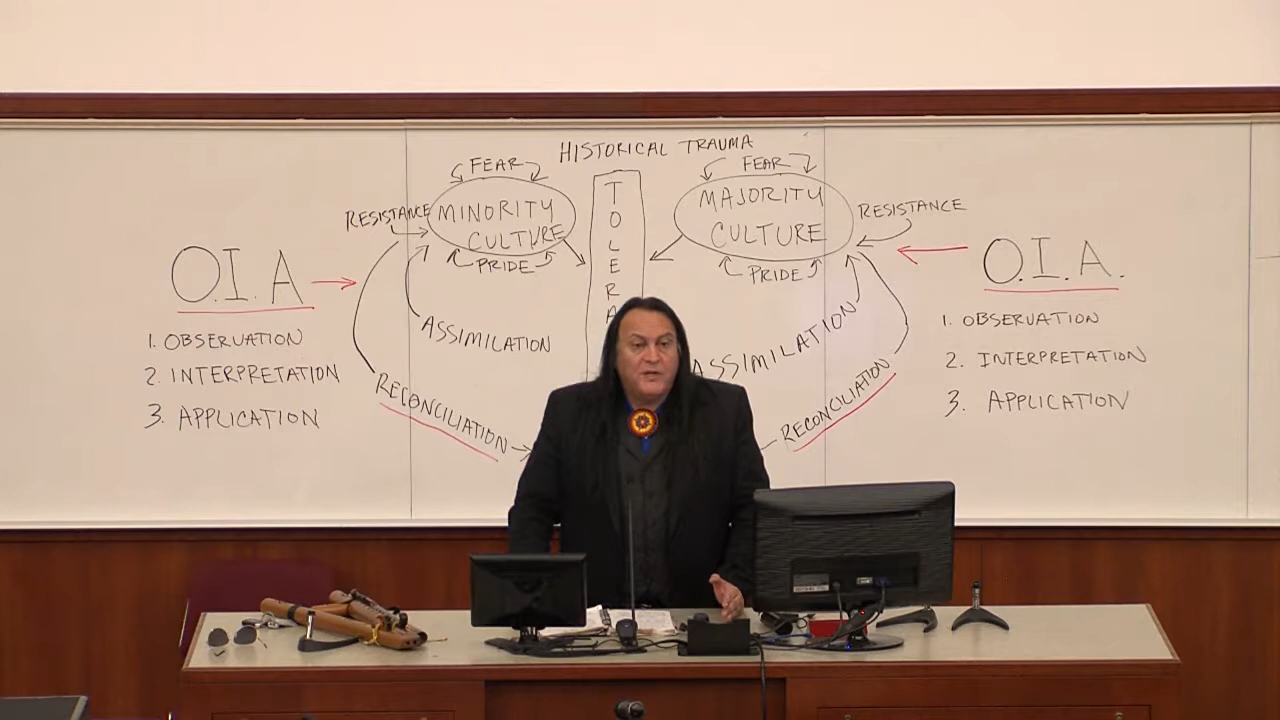 HISTORICAL TRAUMA
FEAR
FEAR
MINORITY
CULTURE
MAJORITY
CULTURE
RESISTANCE
RESISTANCE
PRIDE
PRIDE
TOLERA
O.I.A
O.I.A.
1. OBSERVATION
2. INTERPRETATION
3. APPLICATION
ASSIMILATION
ASSIMILATION
RECONCILIATION
RECONCILIATION
1. OBSERVATION
2. INTERPRETATION
3. APPLICATION